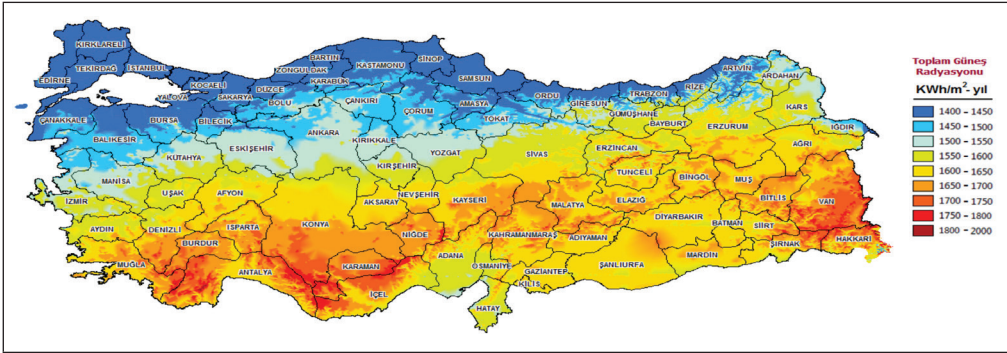 KIRKLARELİ
EDİRNE
TEKİRDAĞ
İSTANBUL
KOCAELİ
YALOVA
SAKARYA
DÜZCE
ZONGULDAK
BARTIN
KARABÜK
KASTAMONU
SİNOP
SAMSUN
ORDU
GİRESUN
TRABZON
RİZE
ARTVİN
ARDAHAN
ÇANAKKALE
BALIKESİR
BURSA
BİLECİK
BOLU
ÇANKIRI
ÇORUM
AMASYA
TOKAT
GÜMÜŞHANE
BAYBURT
ERZURUM
KARS
IĞDIR
KÜTAHYA
ESKİŞEHİR
ANKARA
KIRIKKALE
YOZGAT
SİVAS
ERZİNCAN
AĞRI
MANİSA
İZMİR
UŞAK
AFYON
KIRŞEHİR
NEVŞEHİR
AKSARAY
KAYSERİ
MALATYA
TUNCELİ
ELAZIĞ
BİNGÖL
MUŞ
BİTLİS
VAN
AYDIN
DENİZLİ
BURDUR
ISPARTA
KONYA
NİĞDE
KAHRAMANMARAŞ
ADIYAMAN
DİYARBAKIR
BATMAN
SİİRT
ŞIRNAK
HAKKARİ
MUĞLA
ANTALYA
KARAMAN
İÇEL
ADANA
OSMANİYE
GAZİANTEP
KİLİS
ŞANLIURFA
MARDİN
HATAY
Toplam Güneş
Radyasyonu
KWh/m²- yıl
1400 - 1450
1450 - 1500
1500 - 1550
1550 - 1600
1600 - 1650
1650 - 1700
1700 - 1750
1750 - 1800
1800 - 2000